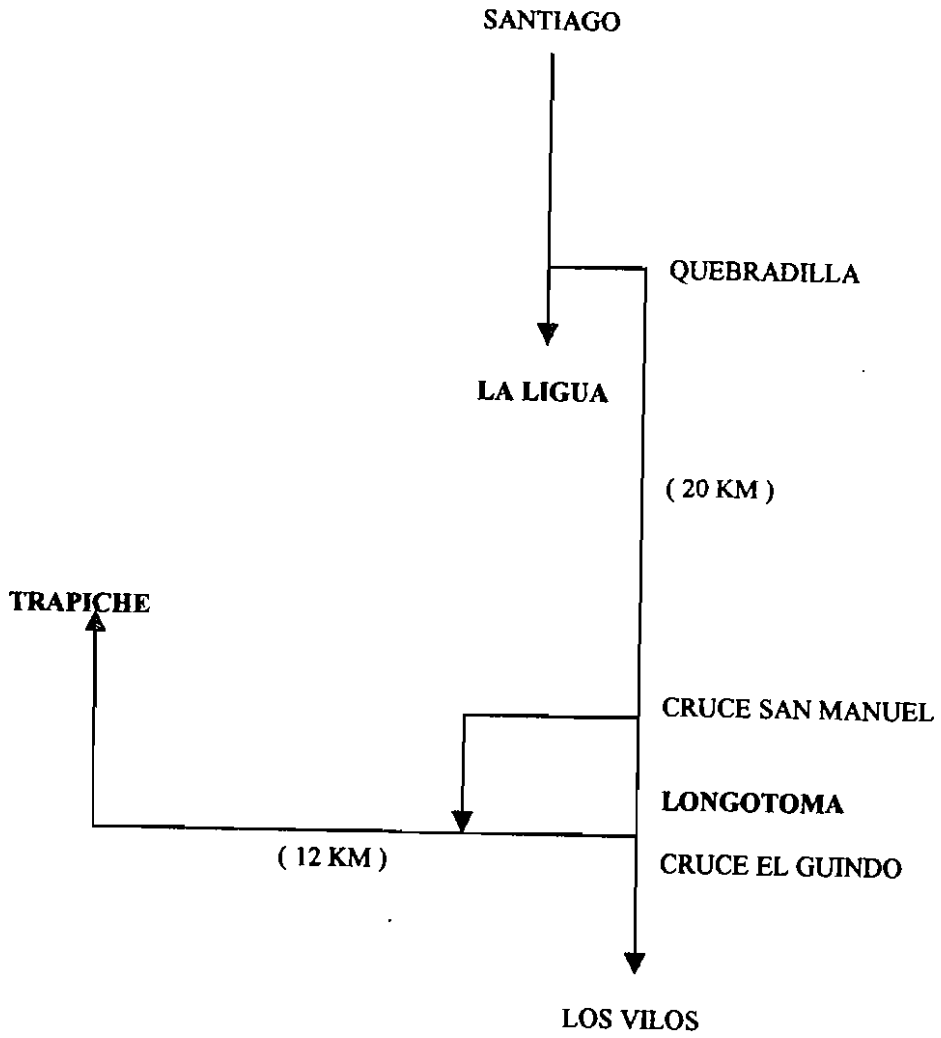 SANTIAGO
QUEBRADILLA
LA LIGUA
( 20 KM )
TRAPICHE
CRUCE SAN MANUEL
LONGOTOMA
( 12 KM )
CRUCE EL GUINDO
LOS VILOS